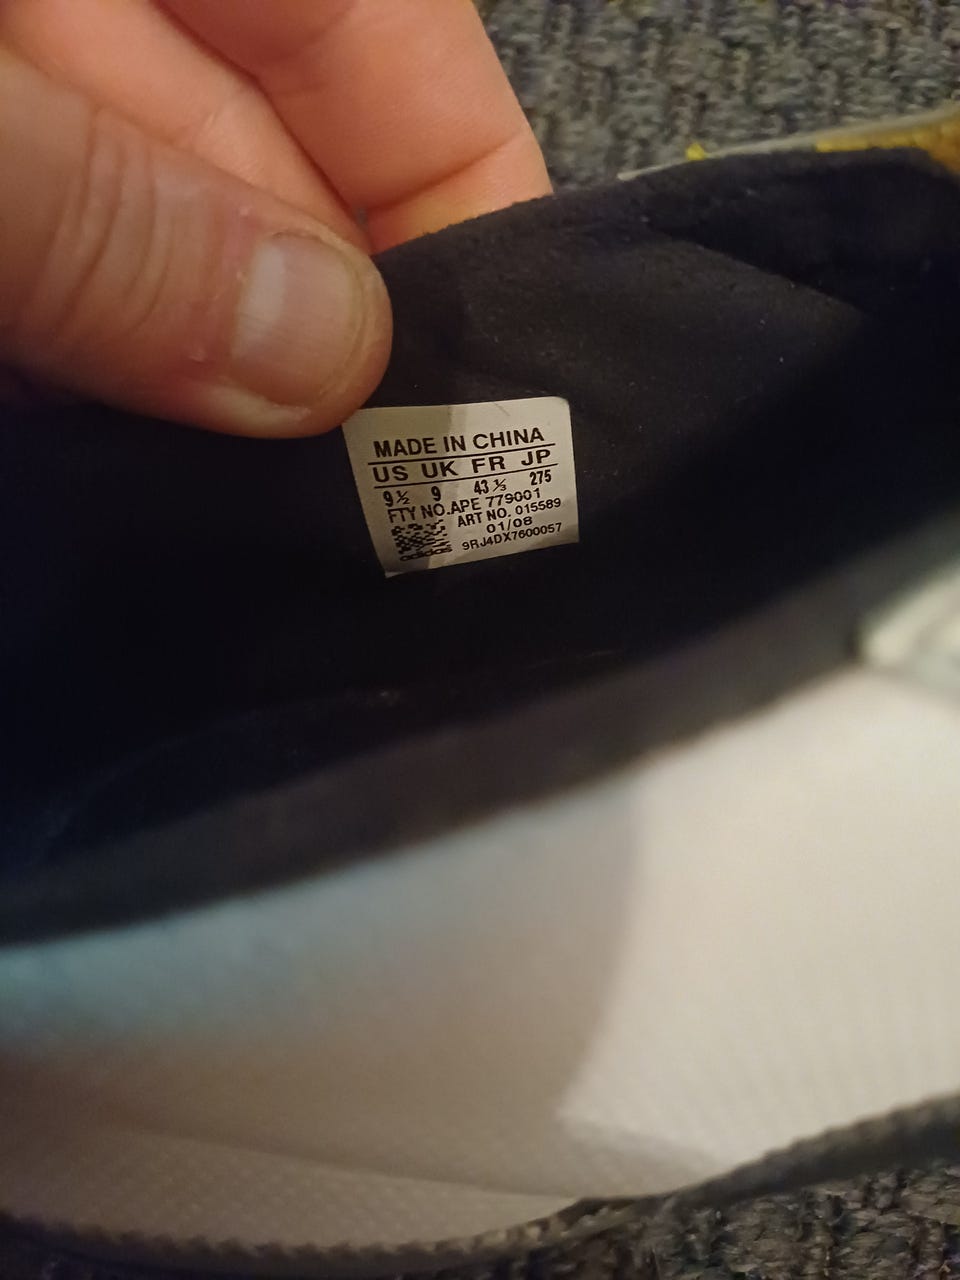 MADE IN CHINA
US UK FR JP
9½ 9 43⅓ 275
FTY NO.APE 779001
ART NO. 015589
01/08
adidas 9RJ4DX7600057